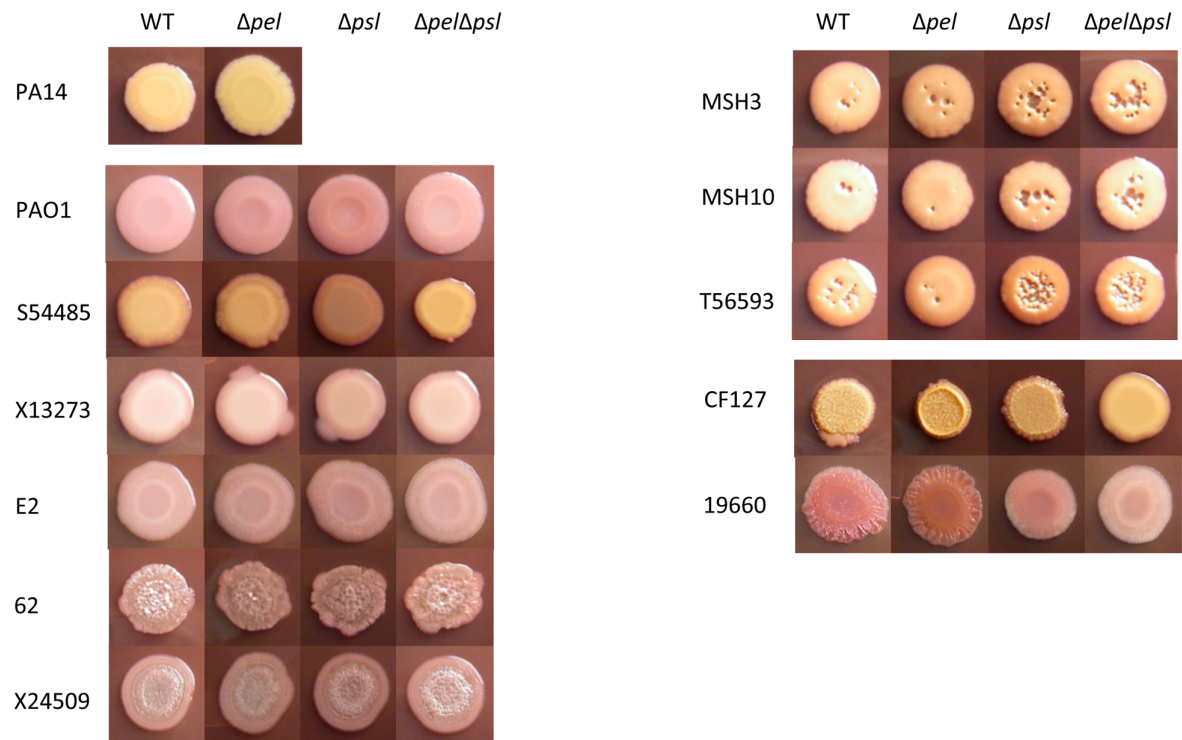 WT Δpel Δpsl ΔpelΔpsl
PA14
PAO1
S54485
X13273
E2
62
X24509
WT Δpel Δpsl ΔpelΔpsl
MSH3
MSH10
T56593
CF127
19660